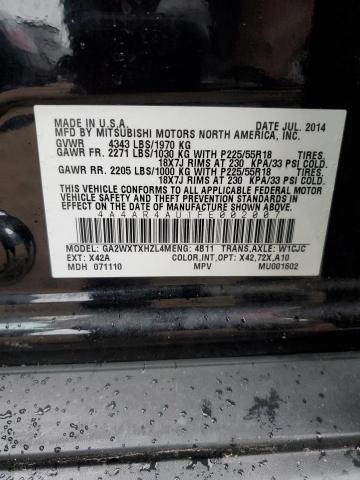 MADE IN U.S.A. DATE JUL. 2014
MFD BY MITSUBISHI MOTORS NORTH AMERICA, INC.
GVWR 4343 LBS/1970 KG
GAWR FR. 2271 LBS/1030 KG WITH P225/55R18 TIRES,
18X7J RIMS AT 230 KPA/33 PSI COLD.
GAWR RR. 2205 LBS/1000 KG WITH P225/55R18 TIRES,
18X7J RIMS AT 230 KPA/33 PSI COLD.
THIS VEHICLE CONFORMS TO ALL APPLICABLE FEDERAL
MOTOR VEHICLE SAFETY, BUMPER, AND THEFT PREVENTION
STANDARDS IN EFFECT ON THE DATE OF MANUFACTURE
SHOWN ABOVE.
4A4AR4AU1FE002007
MODEL: GA2WXTXHZL4M ENG: 4B11 TRANS,AXLE: W1CJC
EXT: X42A COLOR,INT,OPT: X42,72X,A10
MDH 071110 MPV MU001602